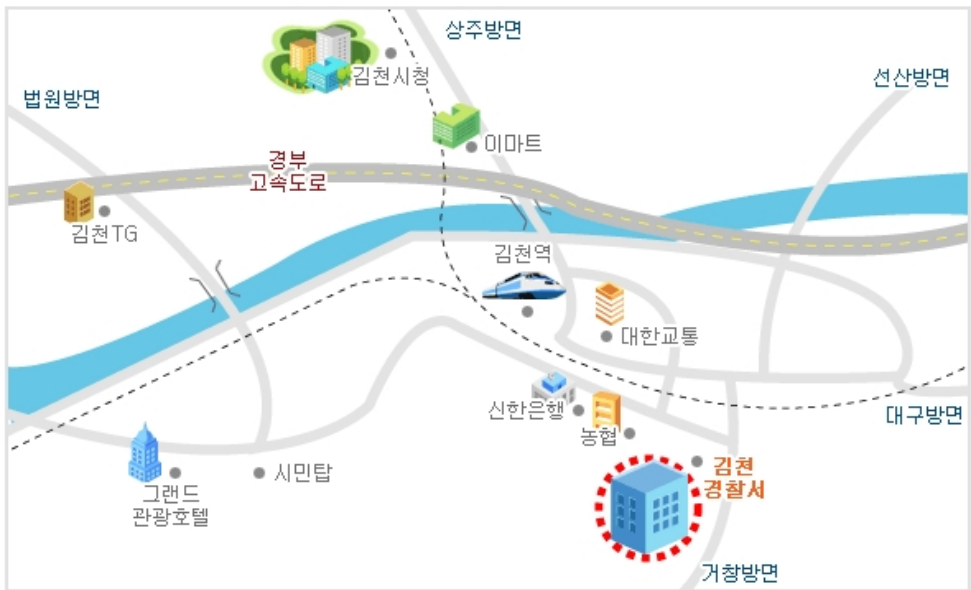 상주방면
김천시청
선산방면
법원방면
이마트
경부
고속도로
김천TG
김천역
대한교통
신한은행
농협
대구방면
김천
경찰서
시민탑
그랜드
관광호텔
거창방면